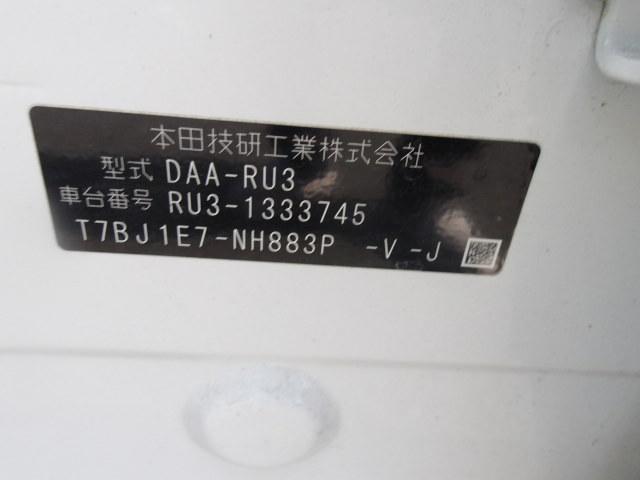 本田技研工業株式会社
型式 DAA-RU3
車台番号 RU3-1333745
T7BJ1E7-NH883P -V -J